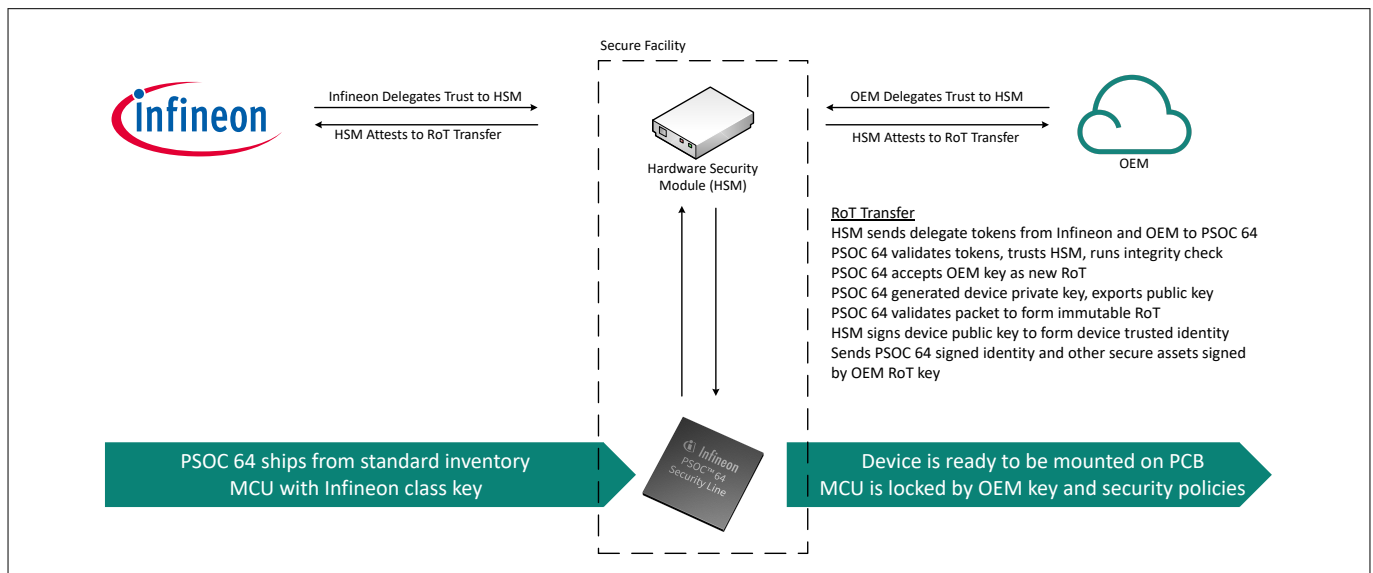 Secure Facility
infineon
Infineon Delegates Trust to HSM
HSM Attests to RoT Transfer
OEM Delegates Trust to HSM
HSM Attests to RoT Transfer
OEM
Hardware Security
Module (HSM)
RoT Transfer
HSM sends delegate tokens from Infineon and OEM to PSOC 64
PSOC 64 validates tokens, trusts HSM, runs integrity check
PSOC 64 accepts OEM key as new RoT
PSOC 64 generated device private key, exports public key
PSOC 64 validates packet to form immutable RoT
HSM signs device public key to form device trusted identity
Sends PSOC 64 signed identity and other secure assets signed
by OEM RoT key
PSOC 64 ships from standard inventory
MCU with Infineon class key
Infineon
PSOC™ 64
Security Line
Device is ready to be mounted on PCB
MCU is locked by OEM key and security policies